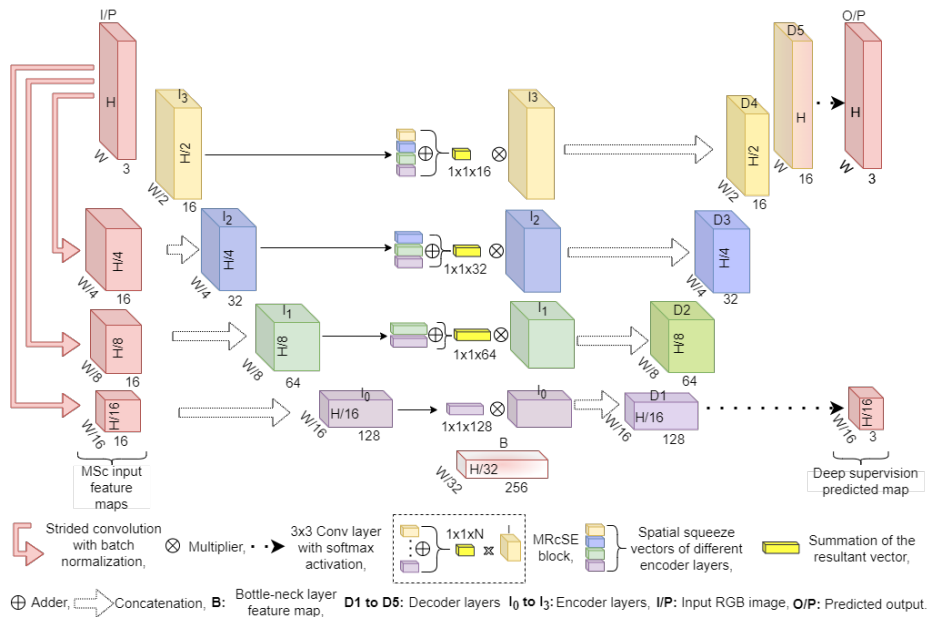 I/P
O/P
H
W
3
I3
H/2
W/2
16
1x1x16
I3
D4
H/2
W/2
16
D5
H
W
16
H
W
3
H/4
W/4
16
I2
H/4
W/4
32
1x1x32
I2
D3
H/4
W/4
32
H/8
W/8
16
I1
H/8
W/8
64
1x1x64
I1
D2
H/8
W/8
64
H/16
W/16
16
I0
H/16
W/16
128
1x1x128
I0
D1
H/16
W/16
128
H/16
W/16
3
B
H/32
W/32
256
MSc input
feature
maps
Deep supervision
predicted map
Strided convolution
with batch
normalization,
Multiplier,
3x3 Conv layer
with softmax
activation,
1x1xN
I
MRcSE
block,
Spatial squeeze
vectors of different
encoder layers,
Summation of the
resultant vector,
Adder,
Concatenation,
B: Bottle-neck layer
feature map,
D1 to D5: Decoder layers
I0 to I3: Encoder layers,
I/P: Input RGB image,
O/P: Predicted output.